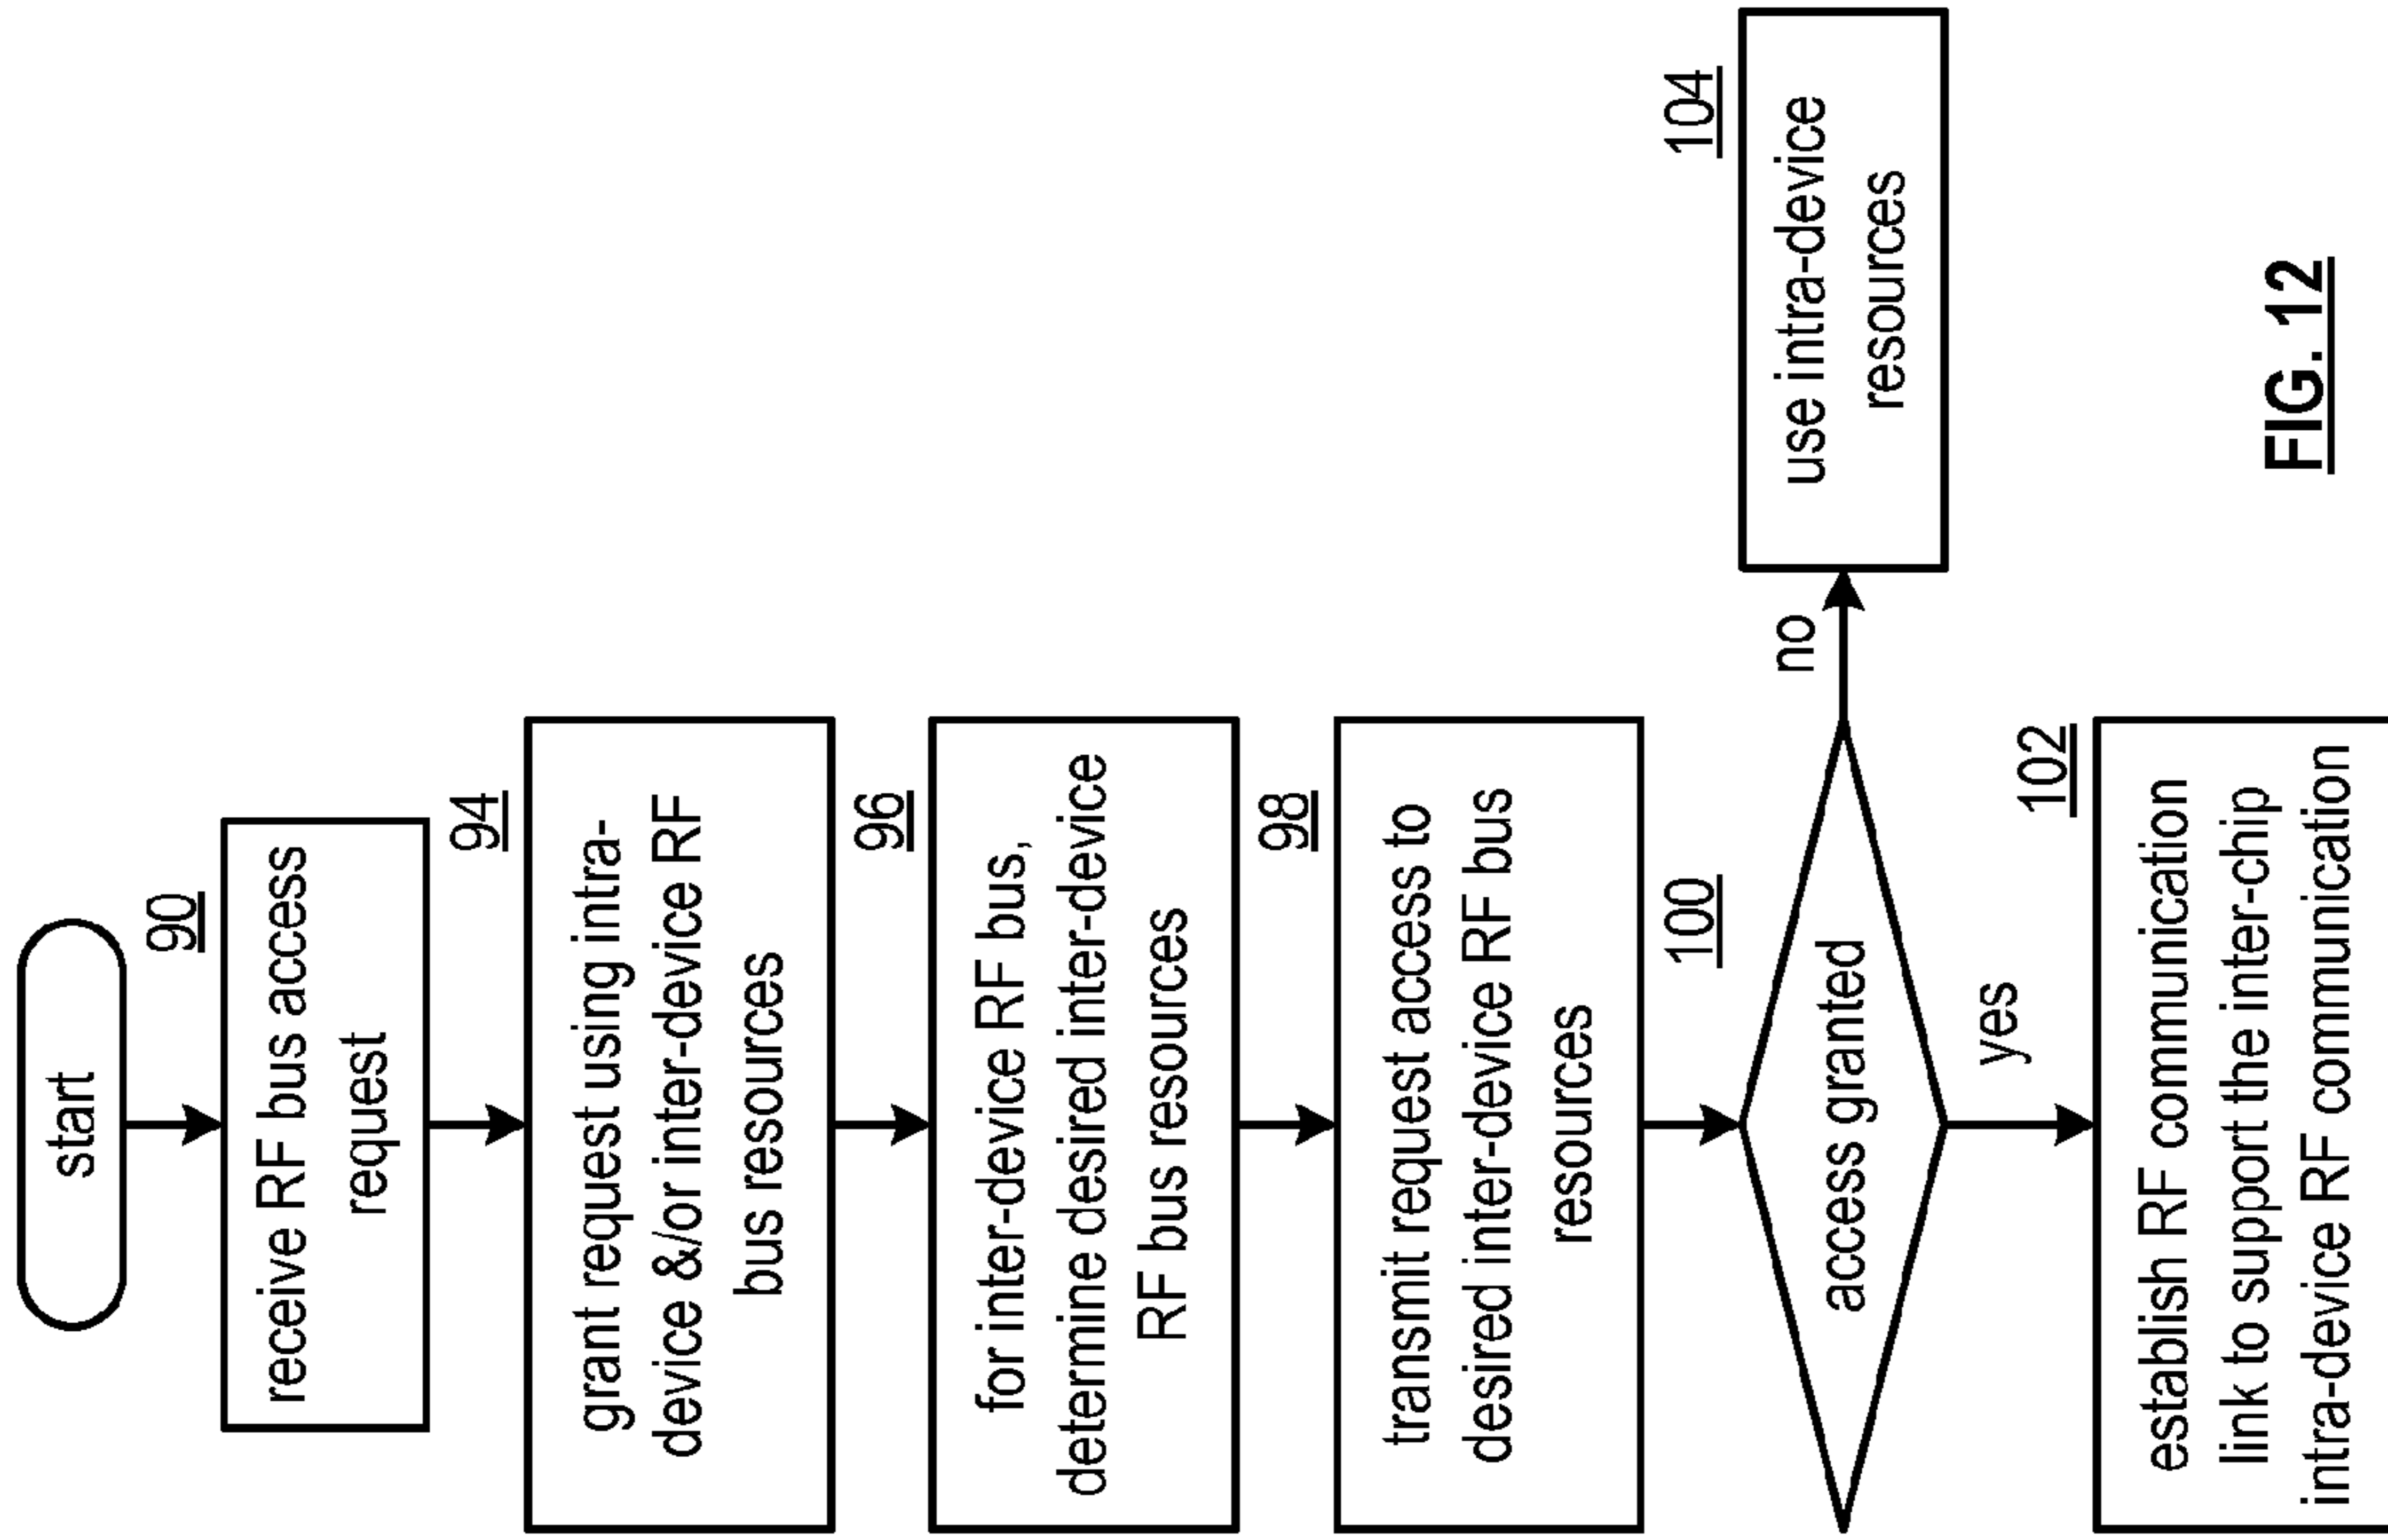 start
90
receive RF bus access
request
94
grant request using intra-
device &/or inter-device RF
bus resources
96
for inter-device RF bus,
determine desired inter-device
RF bus resources
98
transmit request access to
desired inter-device RF bus
resources
100
access granted
no
104
use intra-device
resources
yes
102
establish RF communication
link to support the inter-chip
intra-device RF communication
FIG. 12